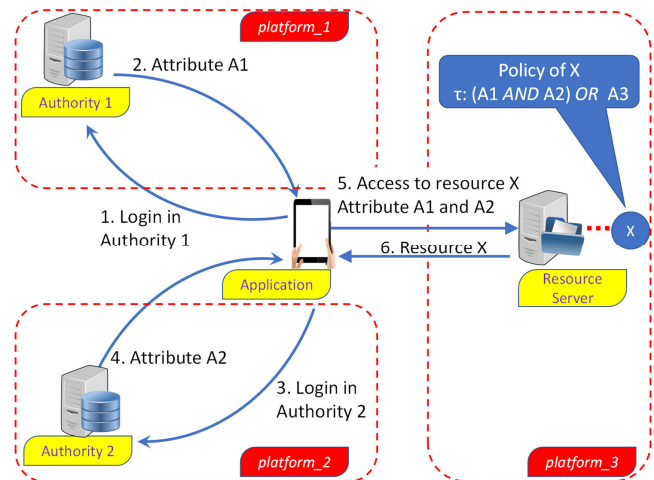 platform_1
2. Attribute A1
Authority 1
Policy of X
τ: (A1 AND A2) OR A3
1. Login in
Authority 1
5. Access to resource X
Attribute A1 and A2
X
6. Resource X
Application
Resource
Server
4. Attribute A2
3. Login in
Authority 2
Authority 2
platform_2
platform_3